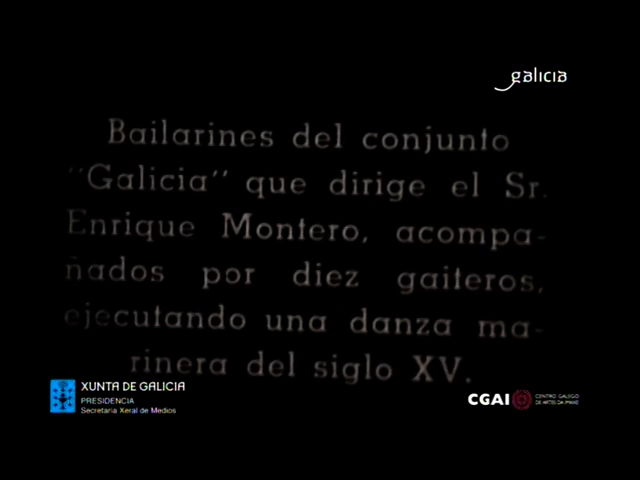 galicia
Bailarines del conjunto
"Galicia" que dirige el Sr.
Enrique Montero, acompa-
ñados por diez gaiteros,
ejecutando una danza ma-
rinera del siglo XV.
XUNTA DE GALICIA
PRESIDENCIA
Secretaría Xeral de Medios
CGAI
CENTRO GALEGO
DE ARTES DA IMAXE